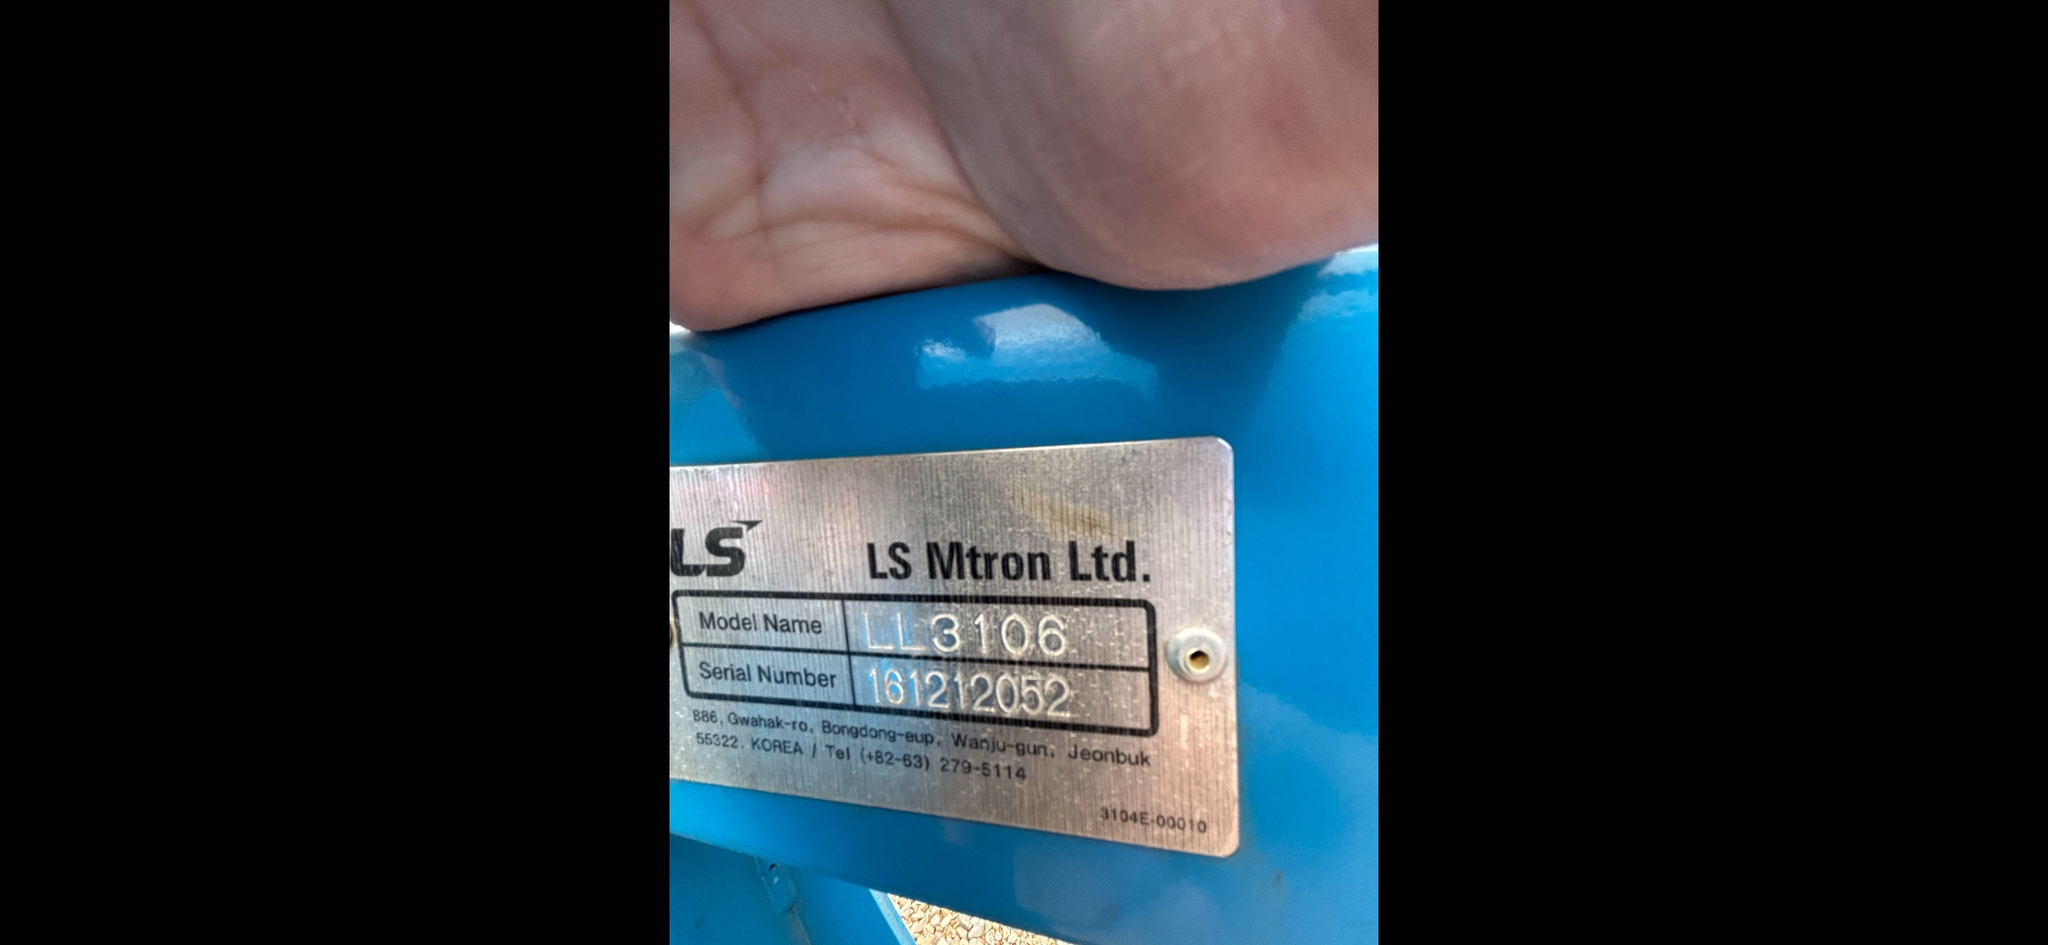 LS
LS Mtron Ltd.
Model Name LL3106
Serial Number 161212052
886, Gwahak-ro, Bongdong-eup, Wanju-gun, Jeonbuk
55322, KOREA / Tel (+82-63) 279-5114
3104E-00010